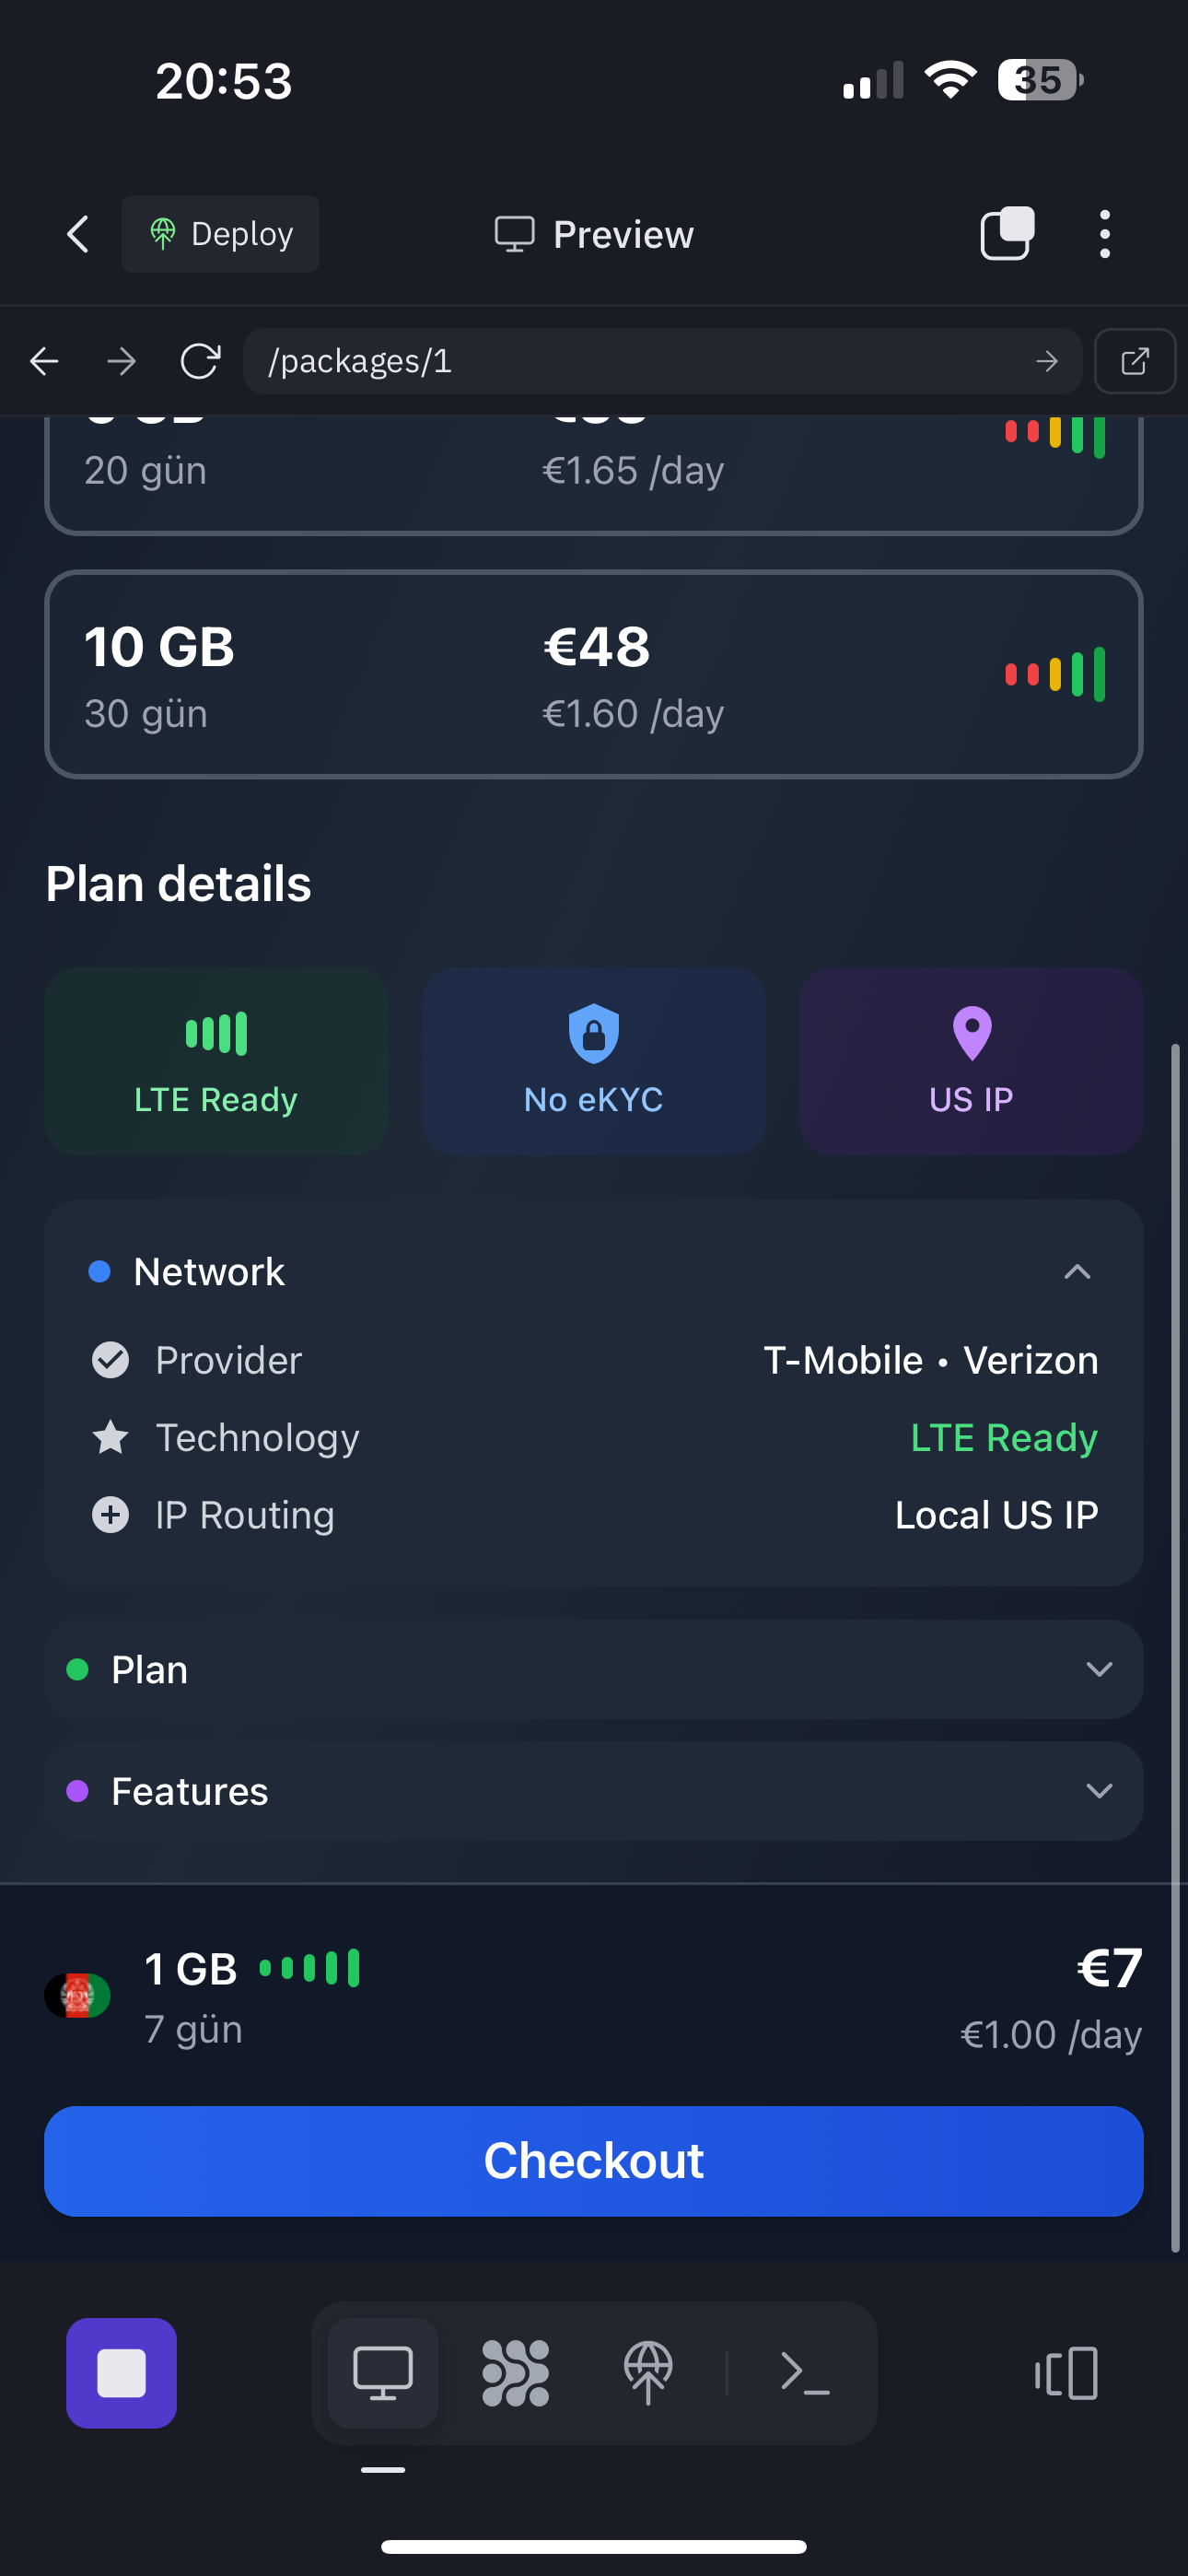 20:53
35
Deploy
Preview
/packages/1
20 gün
€1.65 /day
10 GB
€48
30 gün
€1.60 /day
Plan details
LTE Ready
No eKYC
US IP
Network
Provider
T-Mobile • Verizon
Technology
LTE Ready
IP Routing
Local US IP
Plan
Features
1 GB
€7
7 gün
€1.00 /day
Checkout